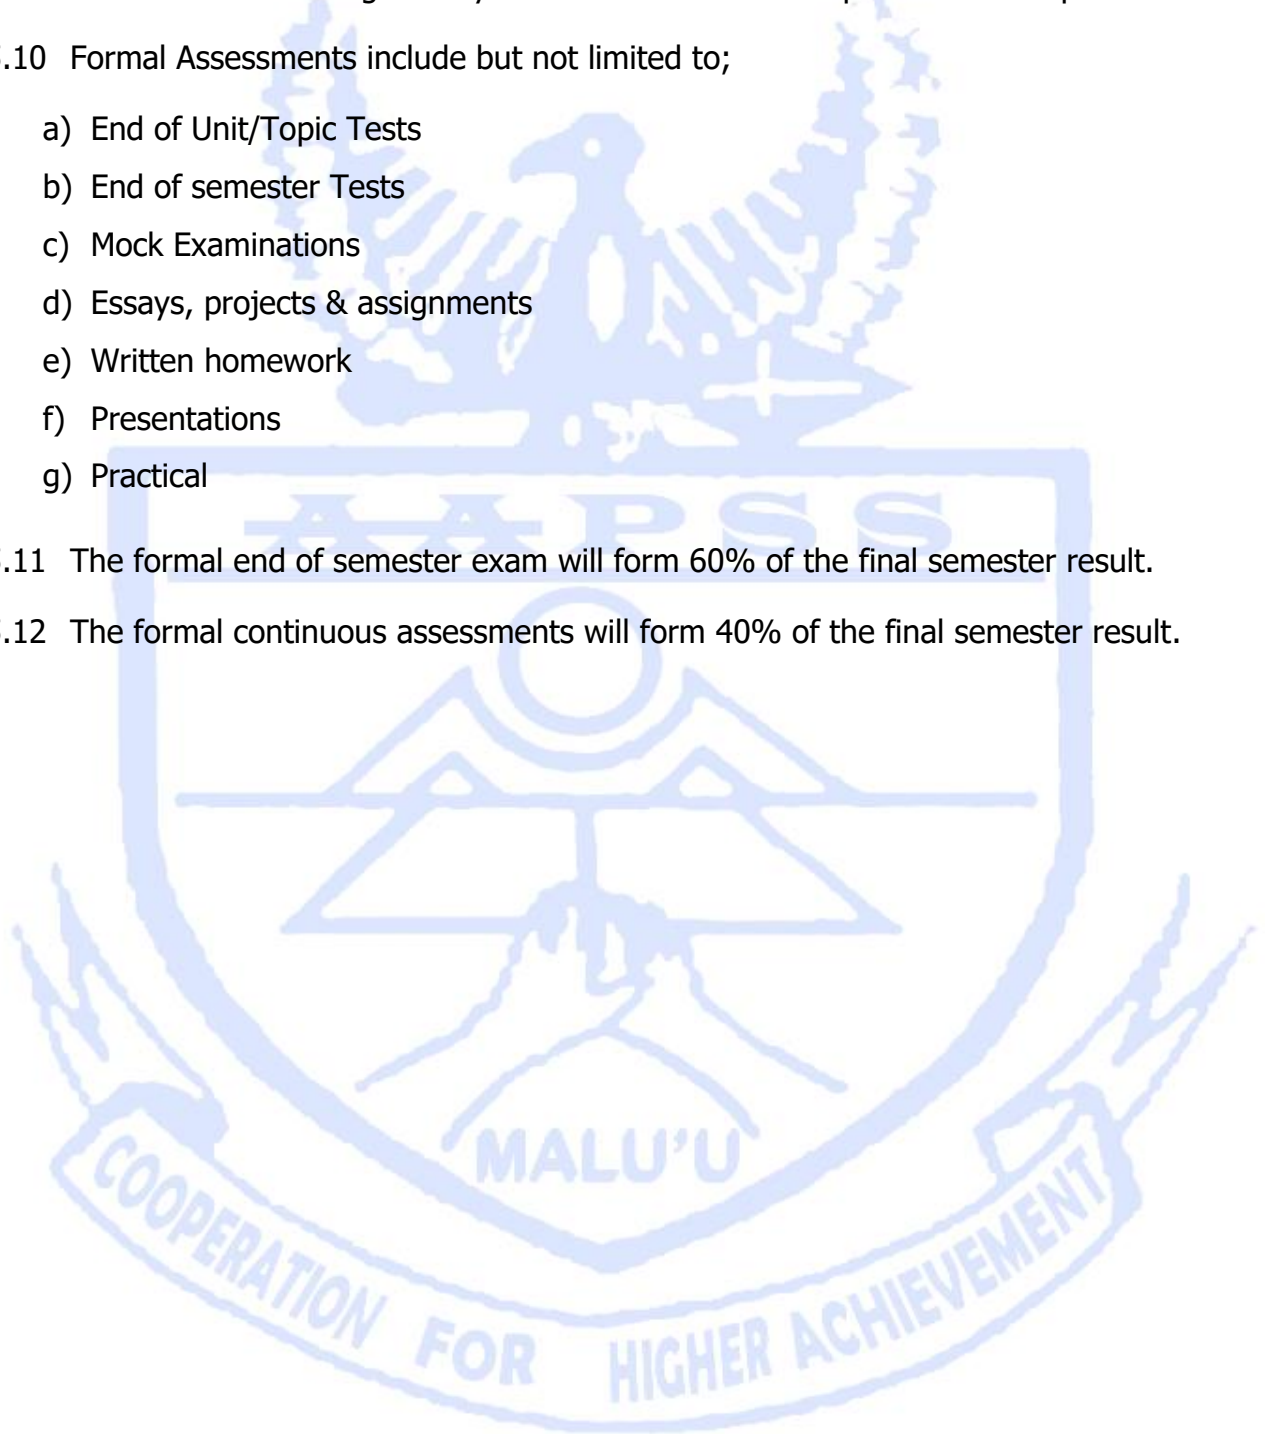 .10 Formal Assessments include but not limited to;
a) End of Unit/Topic Tests
b) End of semester Tests
c) Mock Examinations
d) Essays, projects & assignments
e) Written homework
f) Presentations
g) Practical
AAPSS
.11 The formal end of semester exam will form 60% of the final semester result.
.12 The formal continuous assessments will form 40% of the final semester result.
MALU'U
COOPERATION FOR HIGHER ACHIEVEMENT